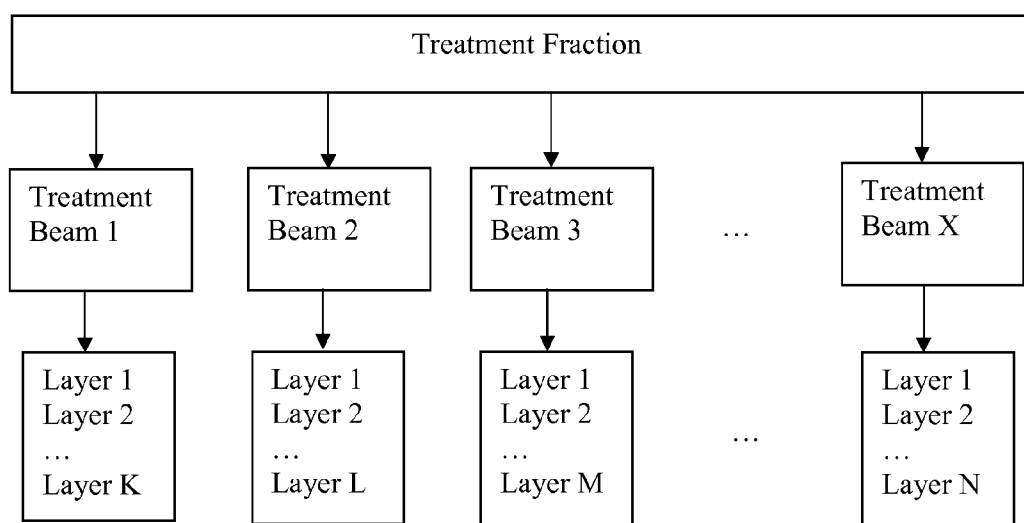 Treatment Fraction
Treatment
Beam 1
Treatment
Beam 2
Treatment
Beam 3
…
Treatment
Beam X
Layer 1
Layer 2
…
Layer K
Layer 1
Layer 2
…
Layer L
Layer 1
Layer 2
…
Layer M
…
Layer 1
Layer 2
…
Layer N